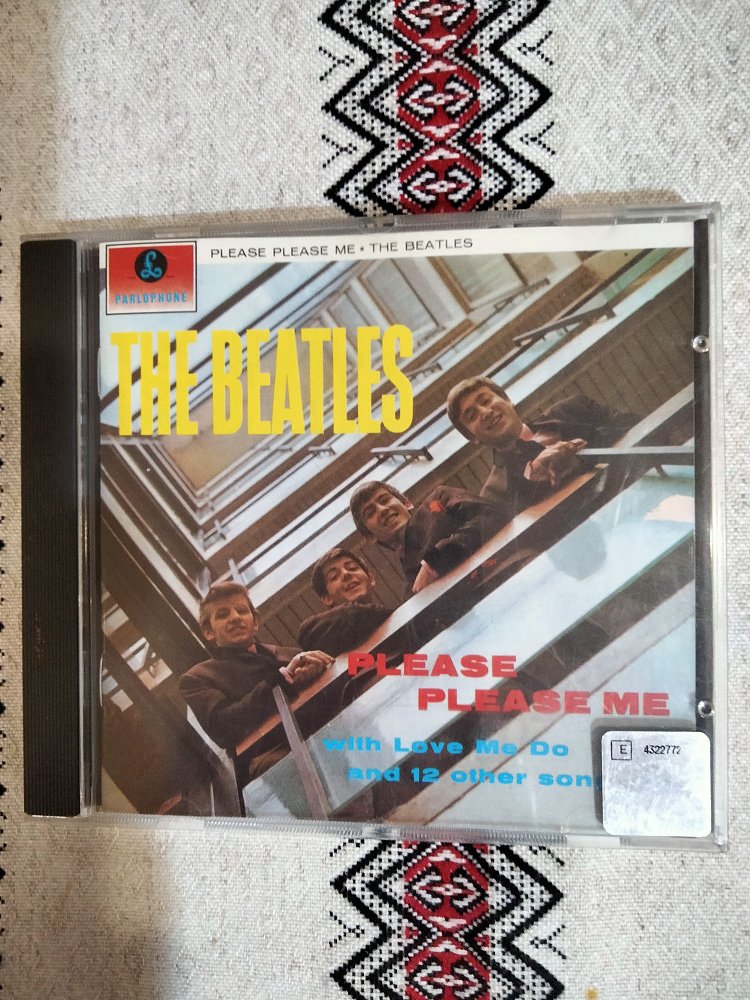 £
PARLOPHONE
PLEASE PLEASE ME ★ THE BEATLES
THE BEATLES
PLEASE
PLEASE ME
with Love Me Do
and 12 other son
E 4322772